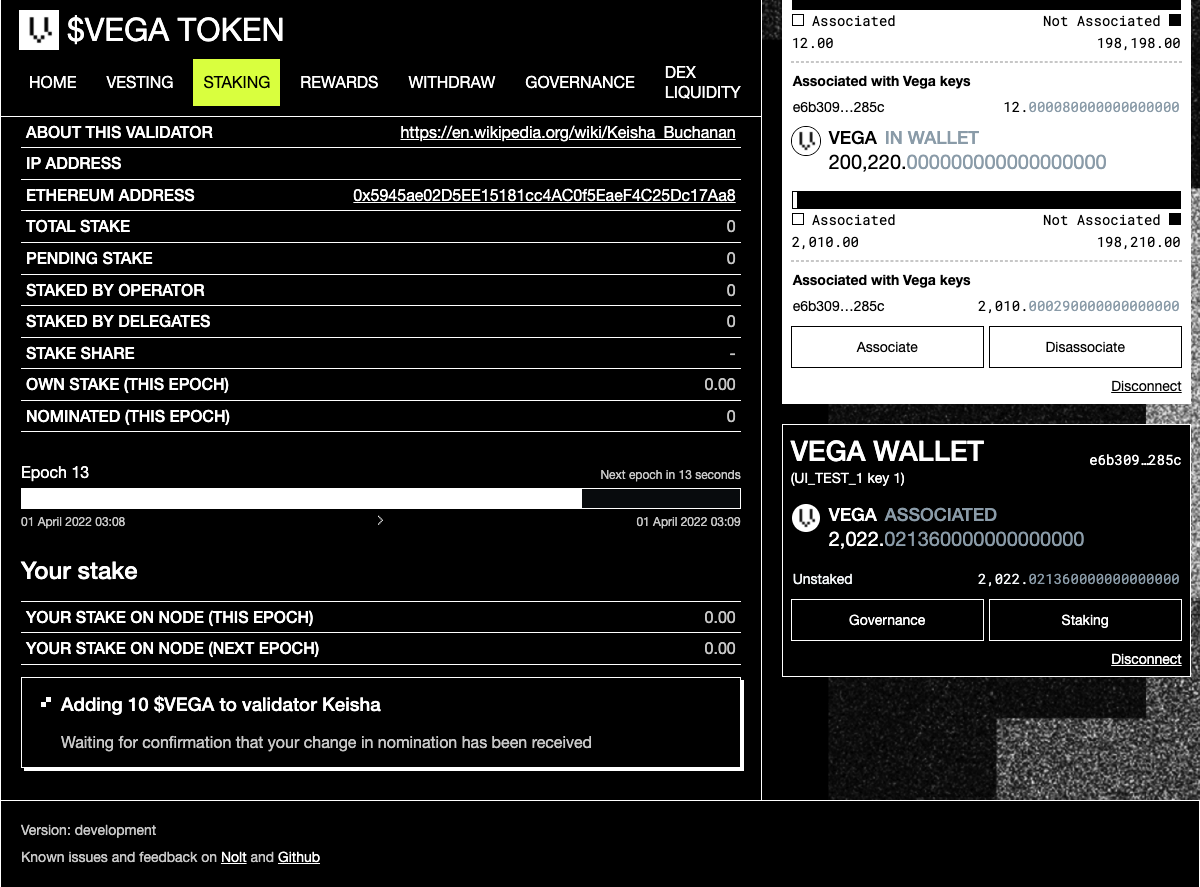 $VEGA TOKEN
HOME VESTING STAKING REWARDS WITHDRAW GOVERNANCE DEX LIQUIDITY
ABOUT THIS VALIDATOR https://en.wikipedia.org/wiki/Keisha_Buchanan
IP ADDRESS
ETHEREUM ADDRESS 0x5945ae02D5EE15181cc4AC0f5EaeF4C25Dc17Aa8
TOTAL STAKE 0
PENDING STAKE 0
STAKED BY OPERATOR 0
STAKED BY DELEGATES 0
STAKE SHARE -
OWN STAKE (THIS EPOCH) 0.00
NOMINATED (THIS EPOCH) 0
Epoch 13 Next epoch in 13 seconds
01 April 2022 03:08 01 April 2022 03:09
Your stake
YOUR STAKE ON NODE (THIS EPOCH) 0.00
YOUR STAKE ON NODE (NEXT EPOCH) 0.00
Adding 10 $VEGA to validator Keisha
Waiting for confirmation that your change in nomination has been received
Associated Not Associated
12.00 198,198.00
Associated with Vega keys
e6b309…285c 12.000080000000000000
VEGA IN WALLET
200,220.000000000000000000
Associated Not Associated
2,010.00 198,210.00
Associated with Vega keys
e6b309…285c 2,010.000290000000000000
Associate Disassociate
Disconnect
VEGA WALLET e6b309…285c
(UI_TEST_1 key 1)
VEGA ASSOCIATED
2,022.021360000000000000
Unstaked 2,022.021360000000000000
Governance Staking
Disconnect
Version: development
Known issues and feedback on Nolt and Github